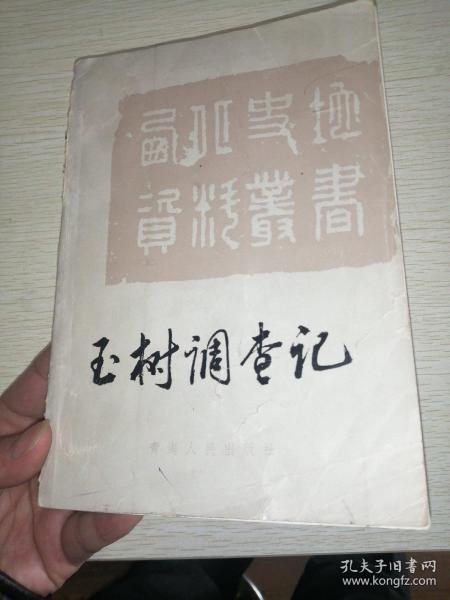 西北史地
資料叢書
玉树调查记
青海人民出版社
孔夫子旧书网
www.kongfz.com